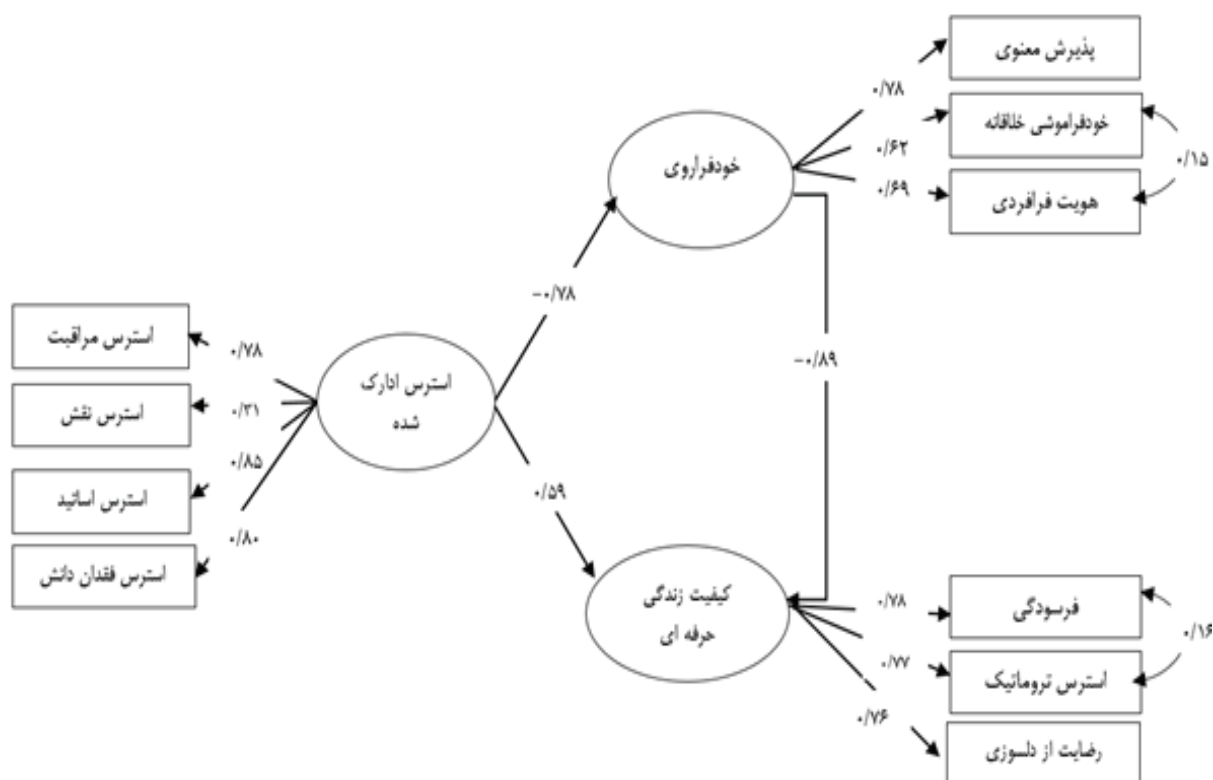 پذیرش معنوی
۰/۷۸
خودفراموشی خلاقانه
۰/۶۲
۰/۱۵
خودفراروی
هویت فرافردی
۰/۶۹
-۰/۷۸
استرس مراقبت
۰/۷۸
-۰/۸۹
استرس ادارک
شده
استرس نقش
۰/۳۱
۰/۸۵
استرس اساتید
۰/۵۹
۰/۸۰
استرس فقدان دانش
کیفیت زندگی
حرفه ای
۰/۷۸
فرسودگی
۰/۱۶
۰/۷۷
استرس تروماتیک
۰/۷۶
رضایت از دلسوزی